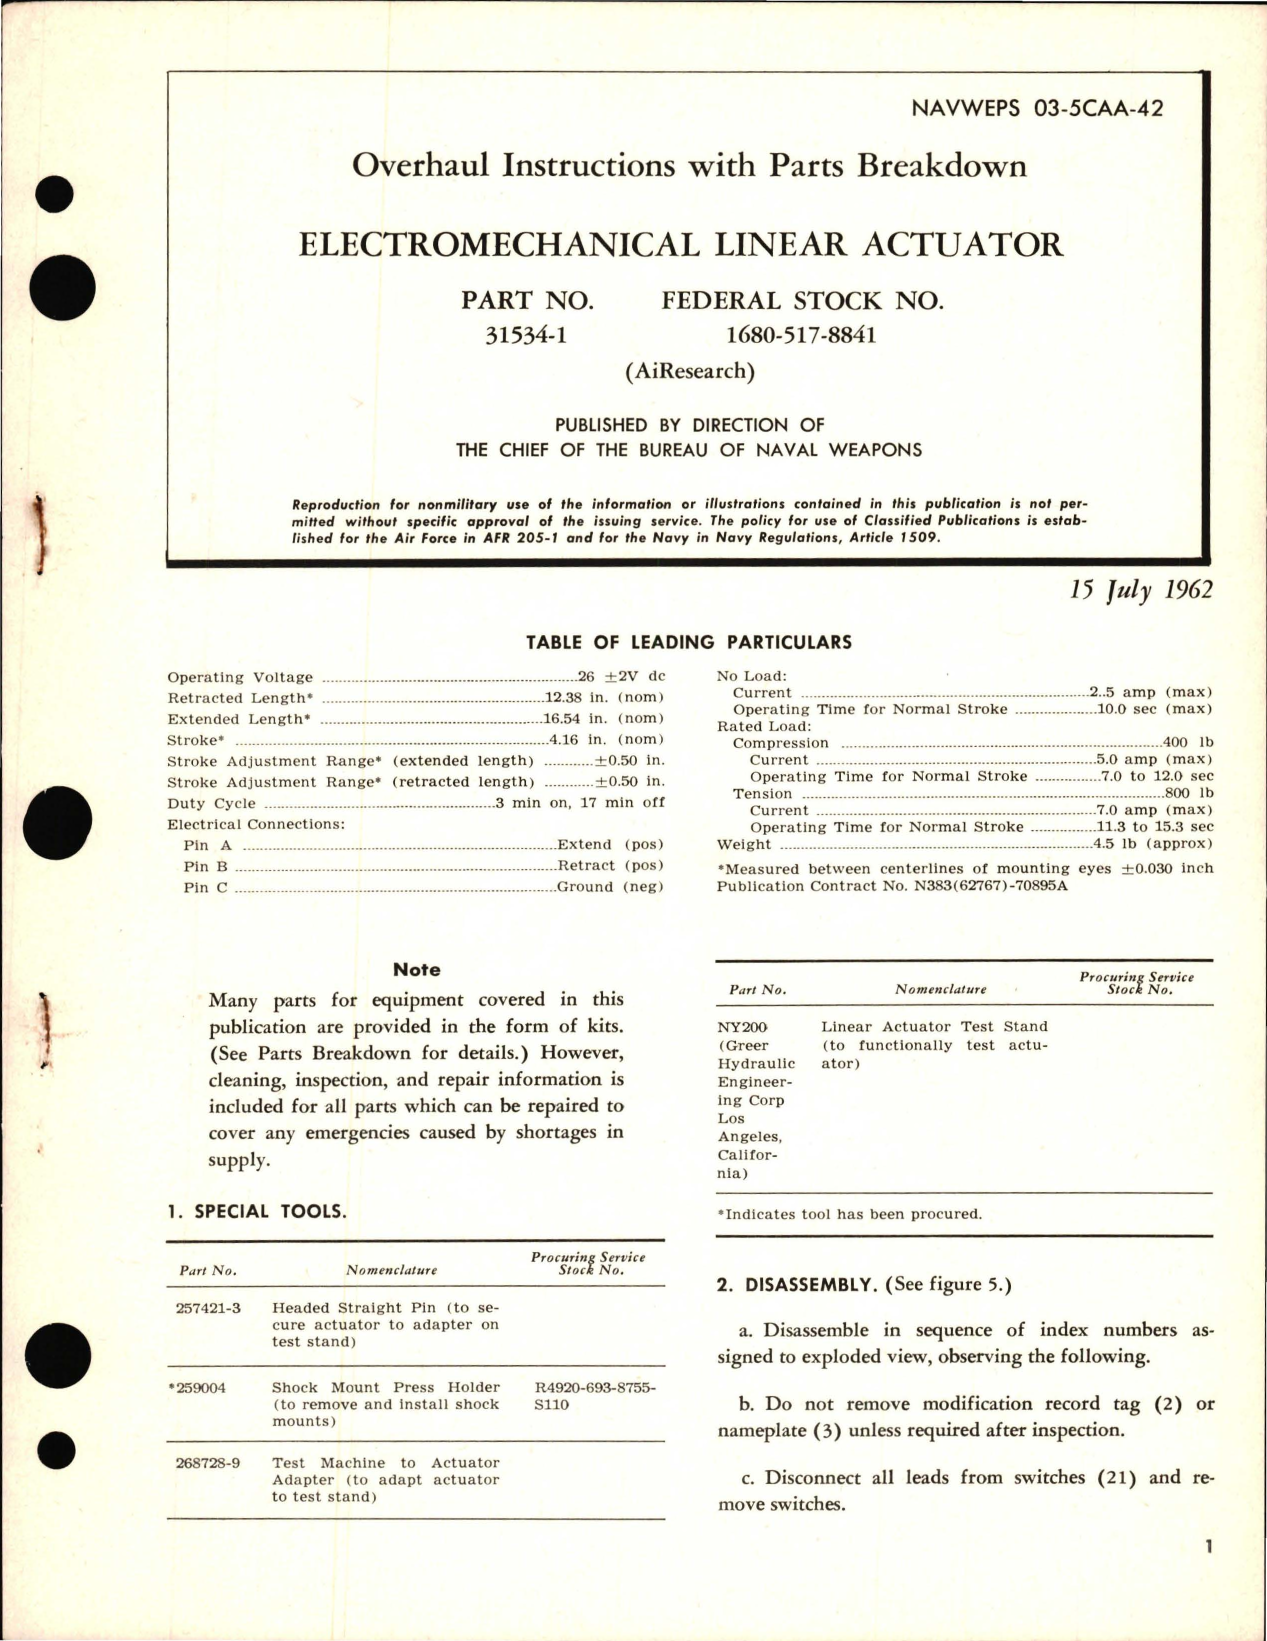 NAVWEPS 03-5CAA-42
Overhaul Instructions with Parts Breakdown
ELECTROMECHANICAL LINEAR ACTUATOR
PART NO. FEDERAL STOCK NO.
31534-1 1680-517-8841
(AiResearch)
PUBLISHED BY DIRECTION OF
THE CHIEF OF THE BUREAU OF NAVAL WEAPONS
Reproduction for nonmilitary use of the information or illustrations contained in this publication is not per-
mitted without specific approval of the issuing service. The policy for use of Classified Publications is estab-
lished for the Air Force in AFR 205-1 and for the Navy in Navy Regulations, Article 1509.
15 July 1962
TABLE OF LEADING PARTICULARS
Operating Voltage 26 ±2V dc
Retracted Length* 12.38 in. (nom)
Extended Length* 16.54 in. (nom)
Stroke* 4.16 in. (nom)
Stroke Adjustment Range* (extended length) ±0.50 in.
Stroke Adjustment Range* (retracted length) ±0.50 in.
Duty Cycle 3 min on, 17 min off
Electrical Connections:
Pin A Extend (pos)
Pin B Retract (pos)
Pin C Ground (neg)
No Load:
Current 2..5 amp (max)
Operating Time for Normal Stroke 10.0 sec (max)
Rated Load:
Compression 400 lb
Current 5.0 amp (max)
Operating Time for Normal Stroke 7.0 to 12.0 sec
Tension 800 lb
Current 7.0 amp (max)
Operating Time for Normal Stroke 11.3 to 15.3 sec
Weight 4.5 lb (approx)
*Measured between centerlines of mounting eyes ±0.030 inch
Publication Contract No. N383(62767)-70895A
Note
Many parts for equipment covered in this
publication are provided in the form of kits.
(See Parts Breakdown for details.) However,
cleaning, inspection, and repair information is
included for all parts which can be repaired to
cover any emergencies caused by shortages in
supply.
1. SPECIAL TOOLS.
Part No. Nomenclature Procuring Service
Stock No.
257421-3 Headed Straight Pin (to se-
cure actuator to adapter on
test stand)
*259004 Shock Mount Press Holder R4920-693-8755-
(to remove and install shock S110
mounts)
268728-9 Test Machine to Actuator
Adapter (to adapt actuator
to test stand)
Part No. Nomenclature Procuring Service
Stock No.
NY200 Linear Actuator Test Stand
(Greer (to functionally test actu-
Hydraulic ator)
Engineer-
ing Corp
Los
Angeles,
Califor-
nia)
*Indicates tool has been procured.
2. DISASSEMBLY. (See figure 5.)
a. Disassemble in sequence of index numbers as-
signed to exploded view, observing the following.
b. Do not remove modification record tag (2) or
nameplate (3) unless required after inspection.
c. Disconnect all leads from switches (21) and re-
move switches.
1